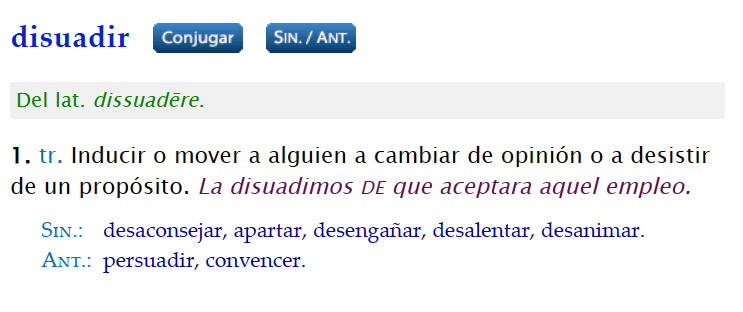 disuadir Conjugar SIN. / ANT.
Del lat. dissuadēre.
1. tr. Inducir o mover a alguien a cambiar de opinión o a desistir
de un propósito. La disuadimos DE que aceptara aquel empleo.
SIN.: desaconsejar, apartar, desengañar, desalentar, desanimar.
ANT.: persuadir, convencer.